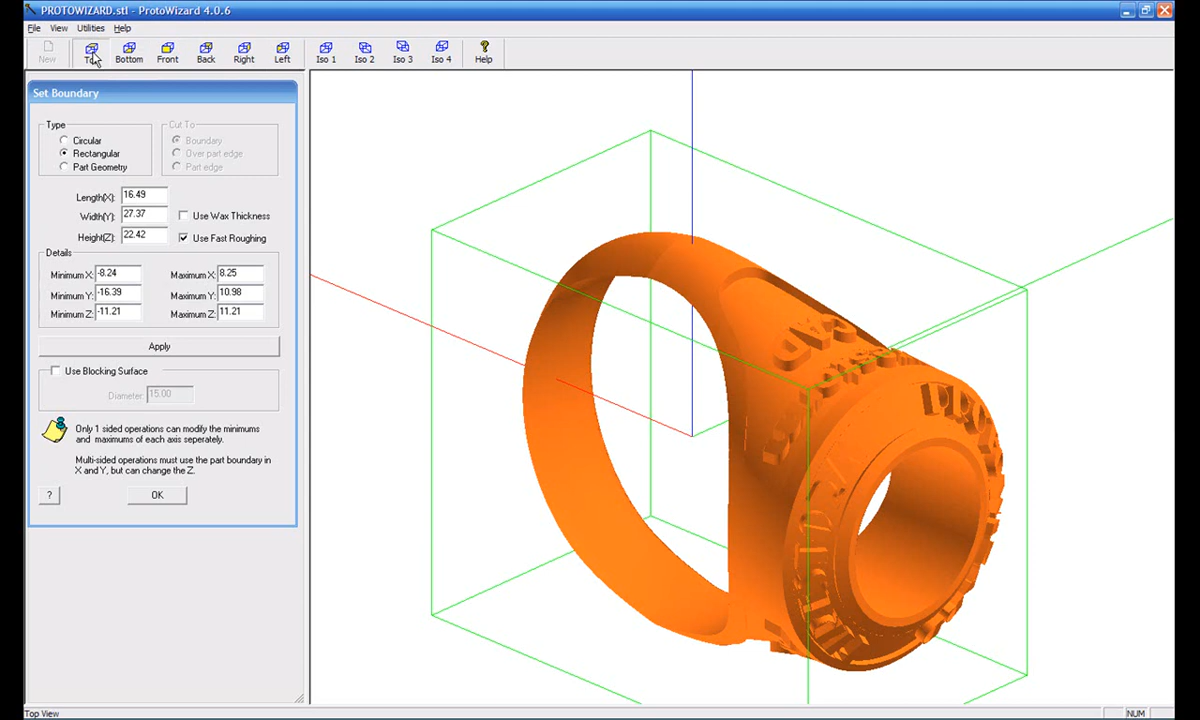 PROTOWIZARD.stl - ProtoWizard 4.0.6
File View Utilities Help
New Top Bottom Front Back Right Left Iso 1 Iso 2 Iso 3 Iso 4 Help
Set Boundary
Type
Circular
Rectangular
Part Geometry
Cut To
Boundary
Over part edge
Part edge
Length(X): 16.49
Width(Y): 27.37
Use Wax Thickness
Height(Z): 22.42
Use Fast Roughing
Details
Minimum X: -8.24 Maximum X: 8.25
Minimum Y: -16.39 Maximum Y: 10.98
Minimum Z: -11.21 Maximum Z: 11.21
Apply
Use Blocking Surface
Diameter: 15.00
Only 1 sided operations can modify the minimums
and maximums of each axis seperately.
Multi-sided operations must use the part boundary in
X and Y, but can change the Z.
? OK
CAD
Top View NUM